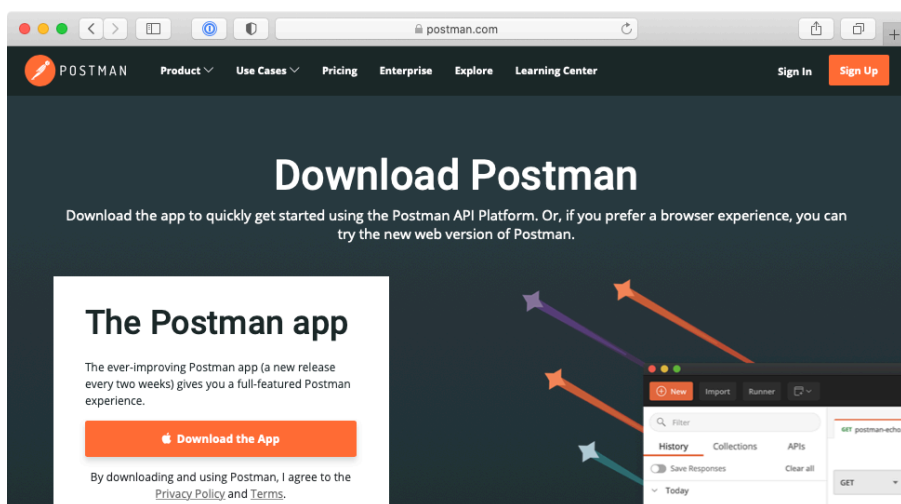 postman.com
POSTMAN Product Use Cases Pricing Enterprise Explore Learning Center Sign In Sign Up
Download Postman
Download the app to quickly get started using the Postman API Platform. Or, if you prefer a browser experience, you can
try the new web version of Postman.
The Postman app
The ever-improving Postman app (a new release
every two weeks) gives you a full-featured Postman
experience.
Download the App
By downloading and using Postman, I agree to the
Privacy Policy and Terms.
New Import Runner
Filter
GET postman-echo
History Collections APIs
Save Responses Clear all
GET
Today